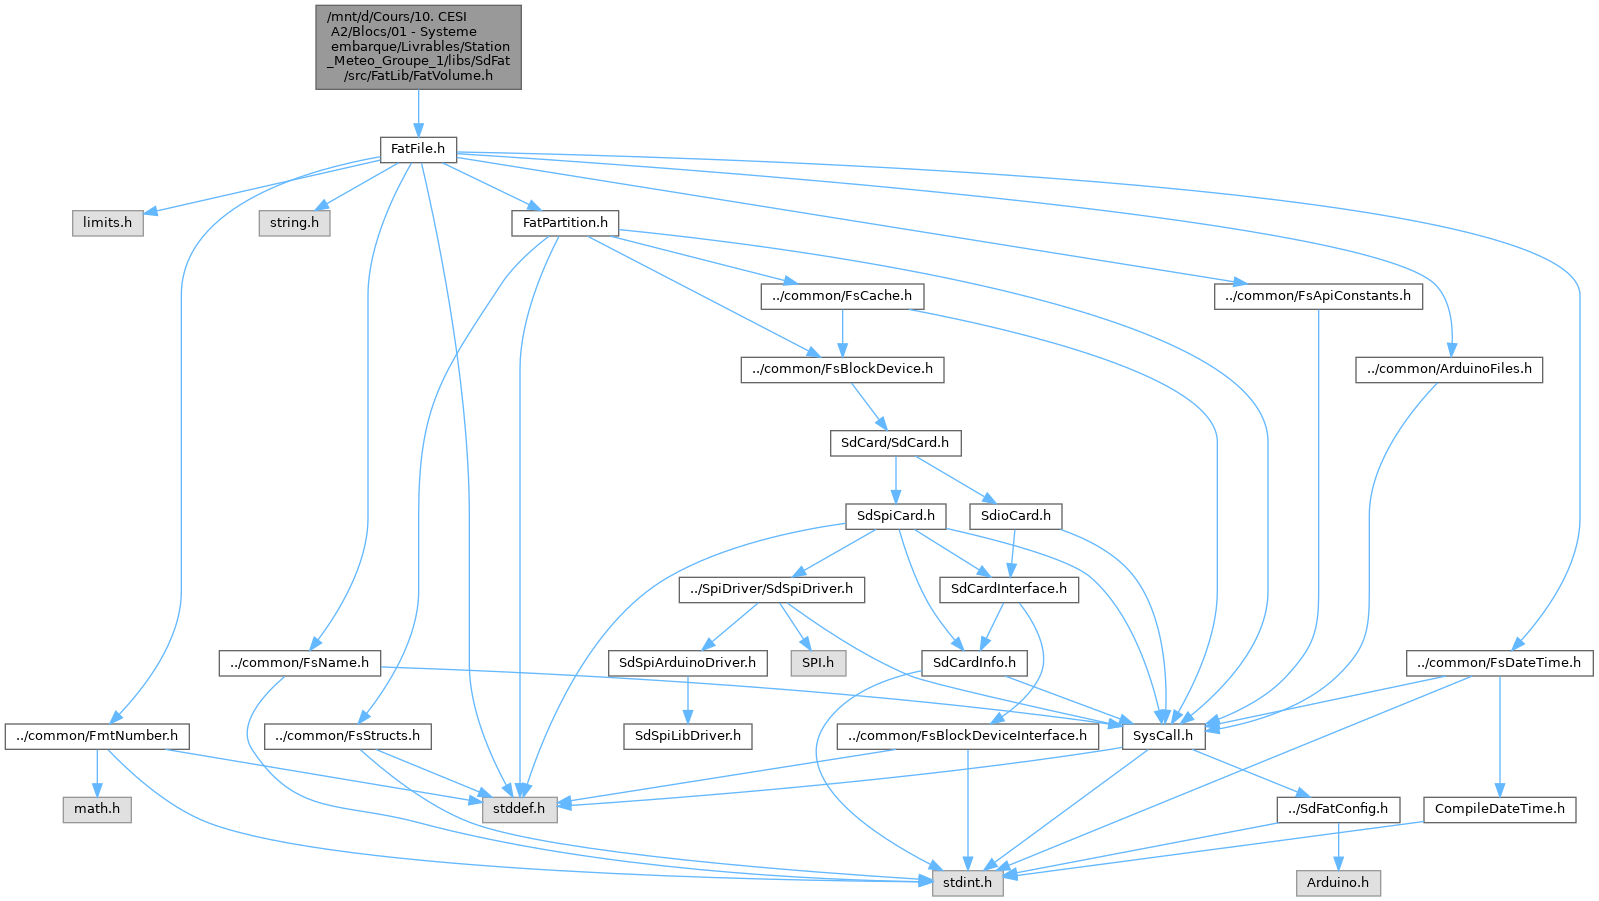 /mnt/d/Cours/10. CESI
A2/Blocs/01 - Systeme
embarque/Livrables/Station
_Meteo_Groupe_1/libs/SdFat
/src/FatLib/FatVolume.h
FatFile.h
limits.h
string.h
FatPartition.h
../common/FsCache.h
../common/FsApiConstants.h
../common/FsBlockDevice.h
../common/ArduinoFiles.h
SdCard/SdCard.h
SdSpiCard.h
SdioCard.h
../SpiDriver/SdSpiDriver.h
SdCardInterface.h
../common/FsName.h
SdSpiArduinoDriver.h
SPI.h
SdCardInfo.h
../common/FsDateTime.h
../common/FmtNumber.h
../common/FsStructs.h
SdSpiLibDriver.h
../common/FsBlockDeviceInterface.h
SysCall.h
math.h
stddef.h
../SdFatConfig.h
CompileDateTime.h
stdint.h
Arduino.h